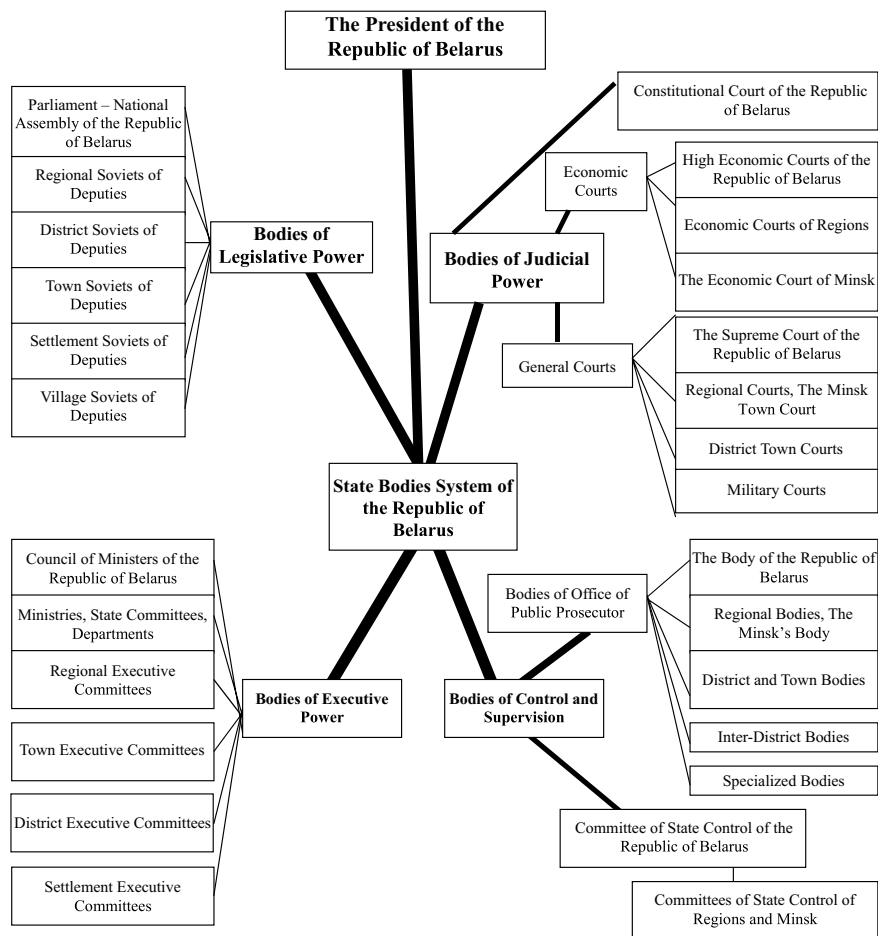 The President of the
Republic of Belarus
Parliament – National
Assembly of the Republic
of Belarus
Regional Soviets of
Deputies
District Soviets of
Deputies
Town Soviets of
Deputies
Settlement Soviets of
Deputies
Village Soviets of
Deputies
Bodies of
Legislative Power
Constitutional Court of the Republic
of Belarus
Economic
Courts
High Economic Courts of the
Republic of Belarus
Economic Courts of Regions
The Economic Court of Minsk
Bodies of Judicial
Power
General Courts
The Supreme Court of the
Republic of Belarus
Regional Courts, The Minsk
Town Court
District Town Courts
Military Courts
State Bodies System of
the Republic of
Belarus
Council of Ministers of the
Republic of Belarus
Ministries, State Committees,
Departments
Regional Executive
Committees
Town Executive Committees
District Executive Committees
Settlement Executive
Committees
Bodies of Executive
Power
Bodies of Control and
Supervision
Bodies of Office of
Public Prosecutor
The Body of the Republic of
Belarus
Regional Bodies, The
Minsk’s Body
District and Town Bodies
Inter-District Bodies
Specialized Bodies
Committee of State Control of the
Republic of Belarus
Committees of State Control of
Regions and Minsk